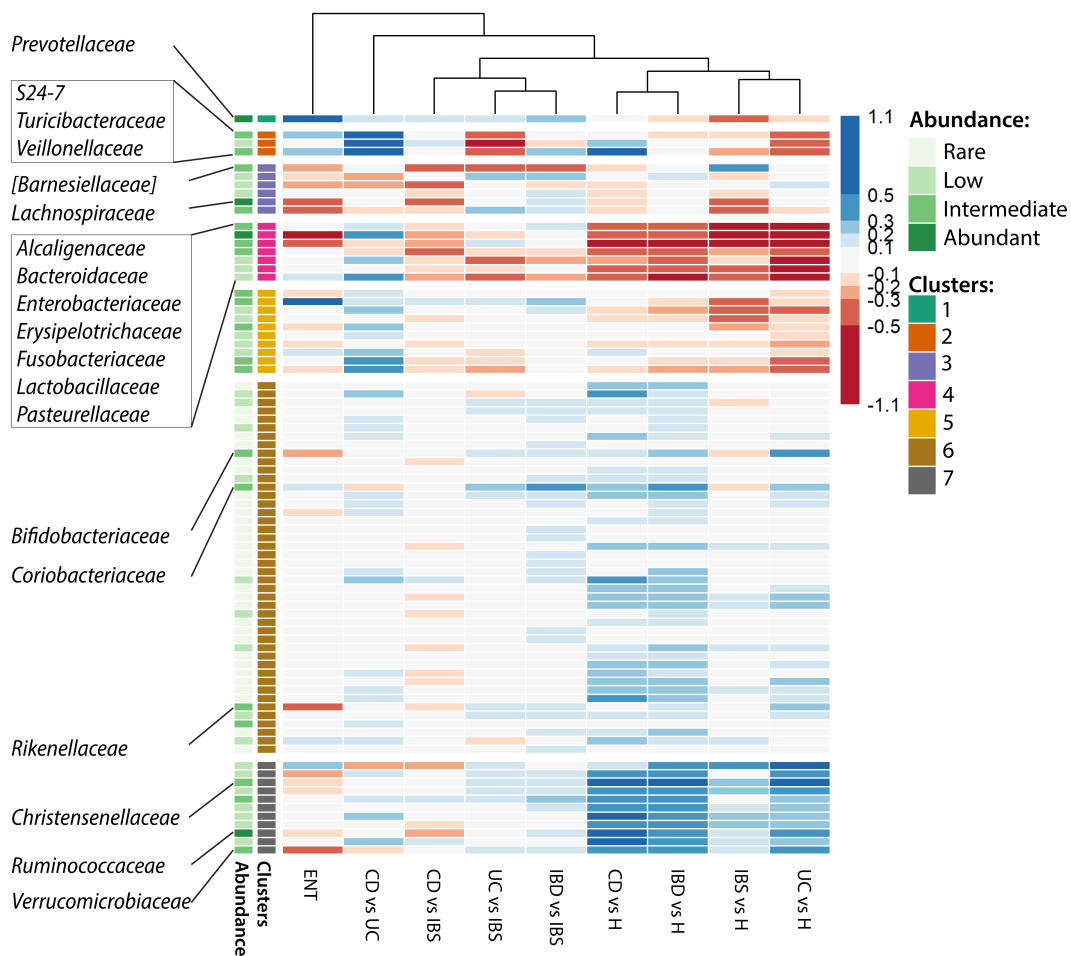 Prevotellaceae
S24-7
Turicibacteraceae
Veillonellaceae
[Barnesiellaceae]
Lachnospiraceae
Alcaligenaceae
Bacteroidaceae
Enterobacteriaceae
Erysipelotrichaceae
Fusobacteriaceae
Lactobacillaceae
Pasteurellaceae
Bifidobacteriaceae
Coriobacteriaceae
Rikenellaceae
Christensenellaceae
Ruminococcaceae
Verrucomicrobiaceae
Abundance
Clusters
ENT
CD vs UC
CD vs IBS
UC vs IBS
IBD vs IBS
CD vs H
IBD vs H
IBS vs H
UC vs H
1.1
0.5
0.3
0.2
0.1
-0.1
-0.2
-0.3
-0.5
-1.1
Abundance:
Rare
Low
Intermediate
Abundant
Clusters:
1
2
3
4
5
6
7